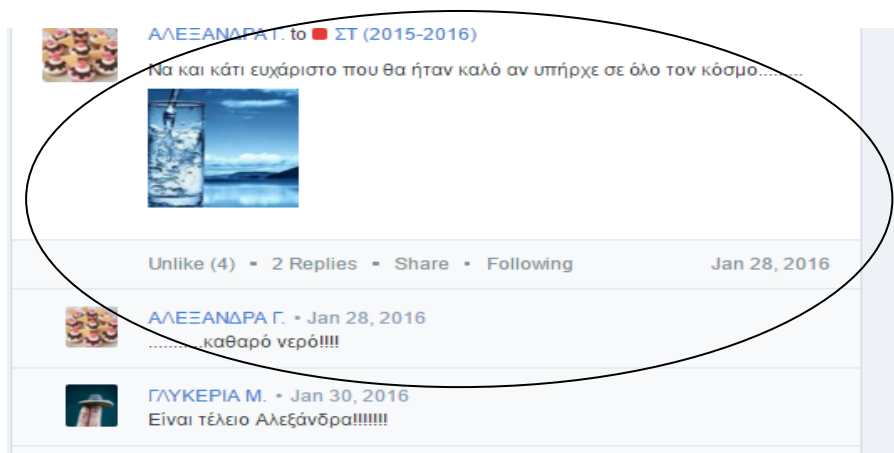 ΑΛΕΞΑΝΔΡΑ Γ. to ΣΤ (2015-2016)
Να και κάτι ευχάριστο που θα ήταν καλό αν υπήρχε σε όλο τον κόσμο.........
Unlike (4) • 2 Replies • Share • Following Jan 28, 2016
ΑΛΕΞΑΝΔΡΑ Γ. • Jan 28, 2016
..........καθαρό νερό!!!!
ΓΛΥΚΕΡΙΑ Μ. • Jan 30, 2016
Είναι τέλειο Αλεξάνδρα!!!!!!!